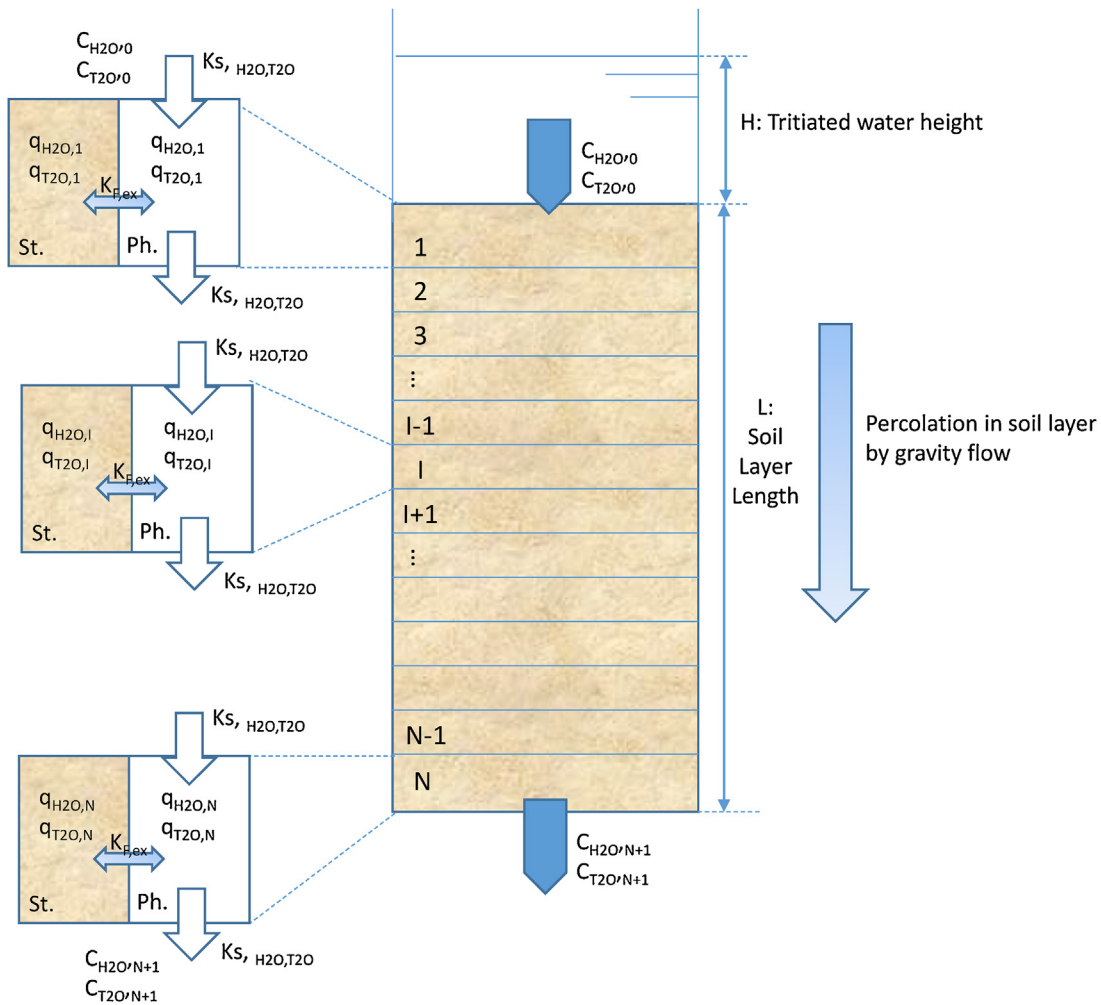 C_H2O,0
C_T2O,0
Ks, H2O,T2O
q_H2O,1
q_T2O,1
q_H2O,1
q_T2O,1
K_F,ex
St.
Ph.
Ks, H2O,T2O
Ks, H2O,T2O
q_H2O,I
q_T2O,I
q_H2O,I
q_T2O,I
K_F,ex
St.
Ph.
Ks, H2O,T2O
Ks, H2O,T2O
q_H2O,N
q_T2O,N
q_H2O,N
q_T2O,N
K_F,ex
St.
Ph.
Ks, H2O,T2O
C_H2O,N+1
C_T2O,N+1
C_H2O,0
C_T2O,0
1
2
3
⋮
I-1
I
I+1
⋮
N-1
N
C_H2O,N+1
C_T2O,N+1
H: Tritiated water height
L:
Soil
Layer
Length
Percolation in soil layer
by gravity flow